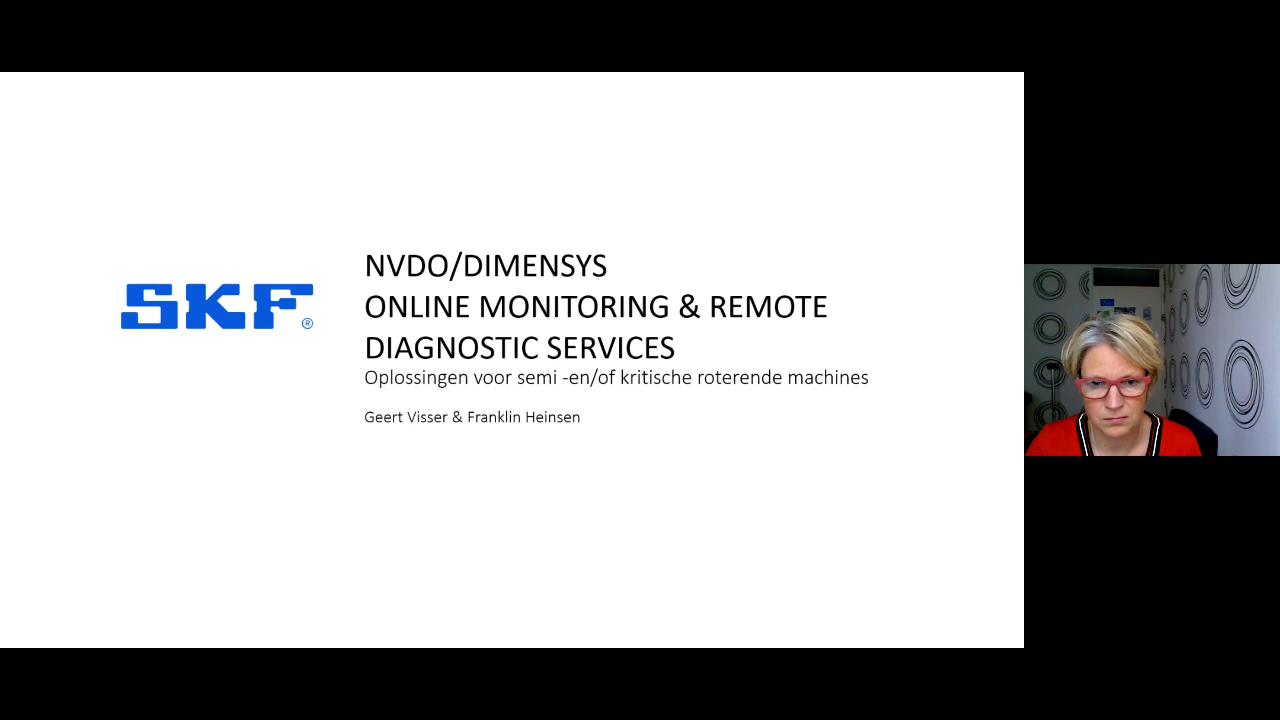 SKF®
NVDO/DIMENSYS
ONLINE MONITORING & REMOTE
DIAGNOSTIC SERVICES
Oplossingen voor semi -en/of kritische roterende machines
Geert Visser & Franklin Heinsen